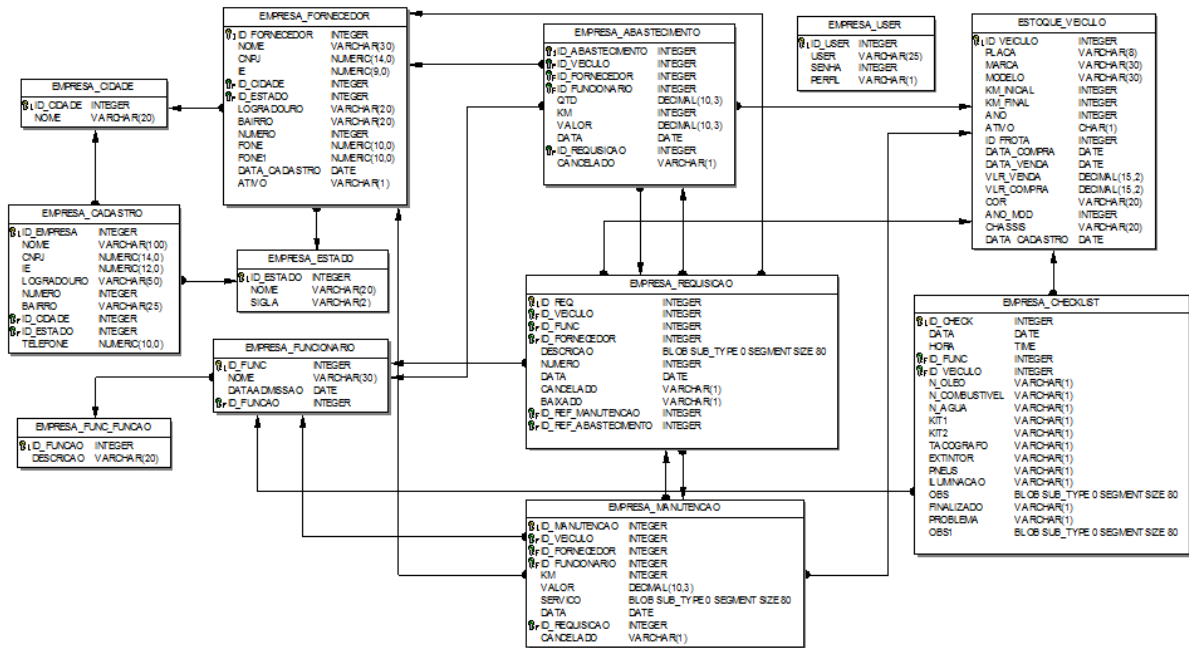 EMPRESA_FORNECEDOR
ID_FORNECEDOR INTEGER
NOME VARCHAR(30)
CNPJ NUMERIC(14,0)
IE NUMERIC(9,0)
ID_CIDADE INTEGER
ID_ESTADO INTEGER
LOGRADOURO VARCHAR(20)
BAIRRO VARCHAR(20)
NUMERO INTEGER
FONE NUMERIC(10,0)
FONE1 NUMERIC(10,0)
DATA_CADASTRO DATE
ATIVO VARCHAR(1)
EMPRESA_ABASTECIMENTO
ID_ABASTECIMENTO INTEGER
ID_VEICULO INTEGER
ID_FORNECEDOR INTEGER
ID_FUNCIONARIO INTEGER
QTD DECIMAL(10,3)
KM INTEGER
VALOR DECIMAL(10,3)
DATA DATE
ID_REQUISICAO INTEGER
CANCELADO VARCHAR(1)
EMPRESA_USER
ID_USER INTEGER
USER VARCHAR(25)
SENHA INTEGER
PERFIL VARCHAR(1)
ESTOQUE_VEICULO
ID_VEICULO INTEGER
PLACA VARCHAR(8)
MARCA VARCHAR(30)
MODELO VARCHAR(30)
KM_INICIAL INTEGER
KM_FINAL INTEGER
ANO INTEGER
ATIVO CHAR(1)
ID_FROTA INTEGER
DATA_COMPRA DATE
DATA_VENDA DATE
VLR_VENDA DECIMAL(15,2)
VLR_COMPRA DECIMAL(15,2)
COR VARCHAR(20)
ANO_MOD INTEGER
CHASSIS VARCHAR(20)
DATA_CADASTRO DATE
EMPRESA_CIDADE
ID_CIDADE INTEGER
NOME VARCHAR(20)
EMPRESA_CADASTRO
ID_EMPRESA INTEGER
NOME VARCHAR(100)
CNPJ NUMERIC(14,0)
IE NUMERIC(12,0)
LOGRADOURO VARCHAR(50)
NUMERO INTEGER
BAIRRO VARCHAR(25)
ID_CIDADE INTEGER
ID_ESTADO INTEGER
TELEFONE NUMERIC(10,0)
EMPRESA_ESTADO
ID_ESTADO INTEGER
NOME VARCHAR(20)
SIGLA VARCHAR(2)
EMPRESA_REQUISICAO
ID_REQ INTEGER
ID_VEICULO INTEGER
ID_FUNC INTEGER
ID_FORNECEDOR INTEGER
DESCRICAO BLOB SUB_TYPE 0 SEGMENT SIZE 80
NUMERO INTEGER
DATA DATE
CANCELADO VARCHAR(1)
BAIXADO VARCHAR(1)
ID_REF_MANUTENCAO INTEGER
ID_REF_ABASTECIMENTO INTEGER
EMPRESA_CHECKLIST
ID_CHECK INTEGER
DATA DATE
HORA TIME
ID_FUNC INTEGER
ID_VEICULO INTEGER
N_OLEO VARCHAR(1)
N_COMBUSTIVEL VARCHAR(1)
N_AGUA VARCHAR(1)
KIT1 VARCHAR(1)
KIT2 VARCHAR(1)
TACOGRAFO VARCHAR(1)
EXTINTOR VARCHAR(1)
PNEUS VARCHAR(1)
ILUMINACAO VARCHAR(1)
OBS BLOB SUB_TYPE 0 SEGMENT SIZE 80
FINALIZADO VARCHAR(1)
PROBLEMA VARCHAR(1)
OBS1 BLOB SUB_TYPE 0 SEGMENT SIZE 80
EMPRESA_FUNCIONARIO
ID_FUNC INTEGER
NOME VARCHAR(30)
DATAADMISSAO DATE
ID_FUNCAO INTEGER
EMPRESA_FUNC_FUNCAO
ID_FUNCAO INTEGER
DESCRICAO VARCHAR(20)
EMPRESA_MANUTENCAO
ID_MANUTENCAO INTEGER
ID_VEICULO INTEGER
ID_FORNECEDOR INTEGER
ID_FUNCIONARIO INTEGER
KM INTEGER
VALOR DECIMAL(10,3)
SERVICO BLOB SUB_TYPE 0 SEGMENT SIZE 80
DATA DATE
ID_REQUISICAO INTEGER
CANCELADO VARCHAR(1)